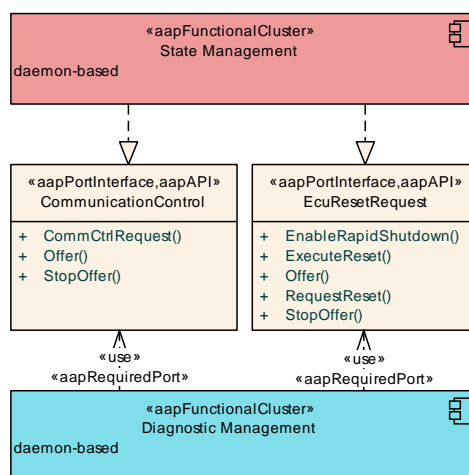 «aapFunctionalCluster»
State Management
daemon-based
«aapPortInterface,aapAPI»
CommunicationControl
+ CommCtrlRequest()
+ Offer()
+ StopOffer()
«aapPortInterface,aapAPI»
EcuResetRequest
+ EnableRapidShutdown()
+ ExecuteReset()
+ Offer()
+ RequestReset()
+ StopOffer()
«use»
«aapRequiredPort»
«use»
«aapRequiredPort»
«aapFunctionalCluster»
Diagnostic Management
daemon-based